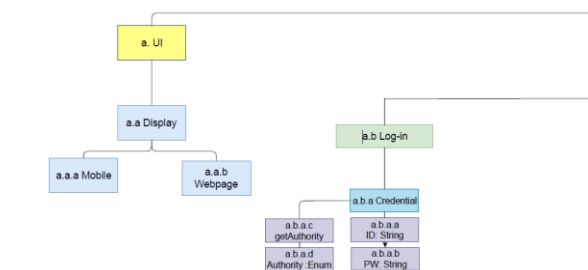 a. UI
a.a Display
a.b Log-in
a.a.a Mobile
a.a.b
Webpage
a.b.a Credential
a.b.a.c
getAuthority
a.b.a.a
ID: String
a.b.a.d
Authority :Enum
a.b.a.b
PW: String